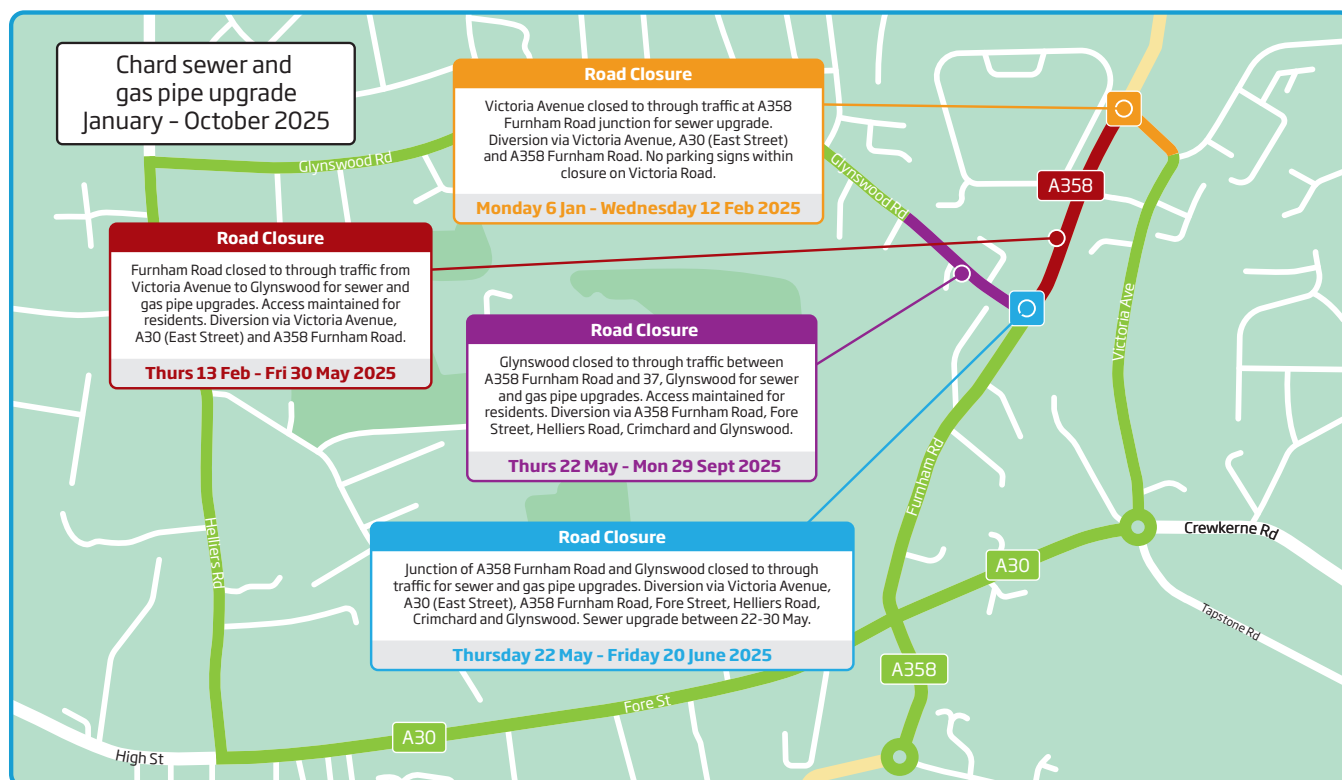 Chard sewer and
gas pipe upgrade
January – October 2025
Road Closure
Victoria Avenue closed to through traffic at A358
Furnham Road junction for sewer upgrade.
Diversion via Victoria Avenue, A30 (East Street)
and A358 Furnham Road. No parking signs within
closure on Victoria Road.
Monday 6 Jan – Wednesday 12 Feb 2025
Glynswood Rd
Glynswood Rd
A358
Road Closure
Furnham Road closed to through traffic from
Victoria Avenue to Glynswood for sewer and
gas pipe upgrades. Access maintained for
residents. Diversion via Victoria Avenue,
A30 (East Street) and A358 Furnham Road.
Thurs 13 Feb – Fri 30 May 2025
Road Closure
Glynswood closed to through traffic between
A358 Furnham Road and 37, Glynswood for sewer
and gas pipe upgrades. Access maintained for
residents. Diversion via A358 Furnham Road, Fore
Street, Helliers Road, Crimchard and Glynswood.
Thurs 22 May – Mon 29 Sept 2025
Victoria Ave
Furnham Rd
Helliers Rd
Road Closure
Junction of A358 Furnham Road and Glynswood closed to through
traffic for sewer and gas pipe upgrades. Diversion via Victoria Avenue,
A30 (East Street), A358 Furnham Road, Fore Street, Helliers Road,
Crimchard and Glynswood. Sewer upgrade between 22-30 May.
Thursday 22 May – Friday 20 June 2025
Crewkerne Rd
A30
Tapstone Rd
A358
Fore St
A30
High St